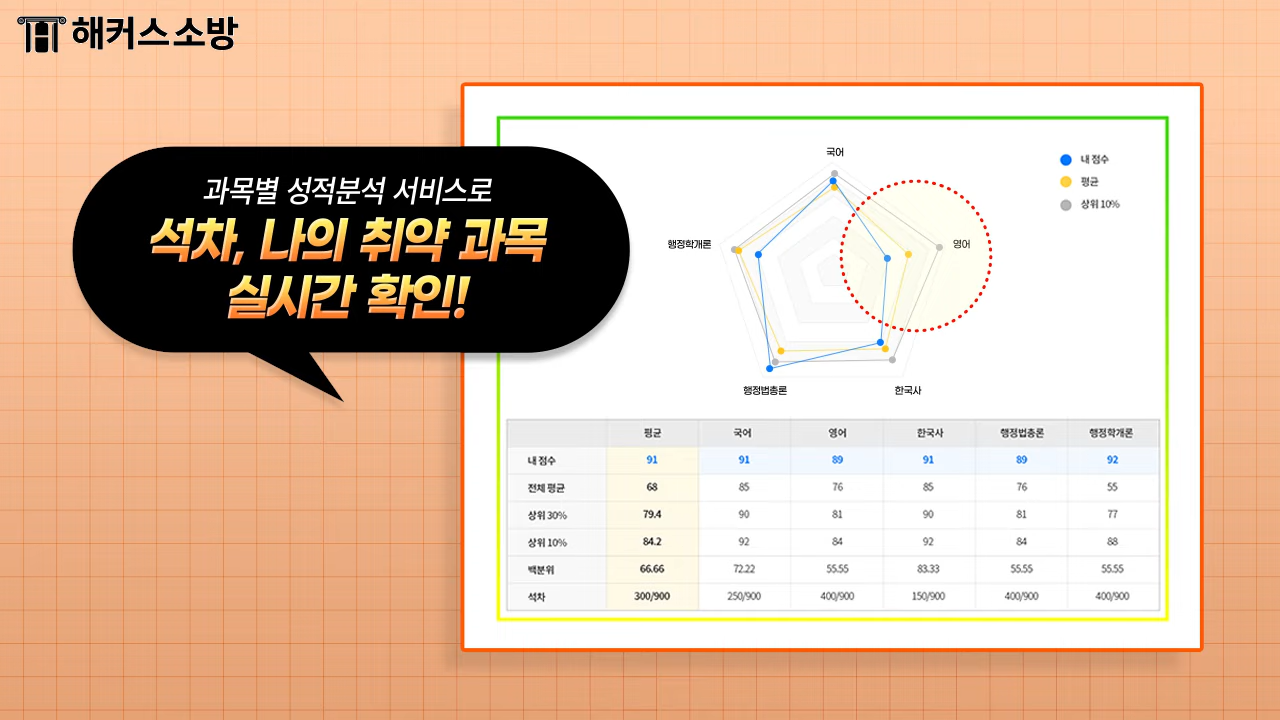 해커스소방
과목별 성적분석 서비스로
석차, 나의 취약 과목
실시간 확인!
국어
영어
한국사
행정법총론
행정학개론
내 점수
평균
상위 10%
평균 국어 영어 한국사 행정법총론 행정학개론
내 점수 91 91 89 91 89 92
전체 평균 68 85 76 85 76 55
상위 30% 79.4 90 81 90 81 77
상위 10% 84.2 92 84 92 84 88
백분위 66.66 72.22 55.55 83.33 55.55 55.55
석차 300/900 250/900 400/900 150/900 400/900 400/900